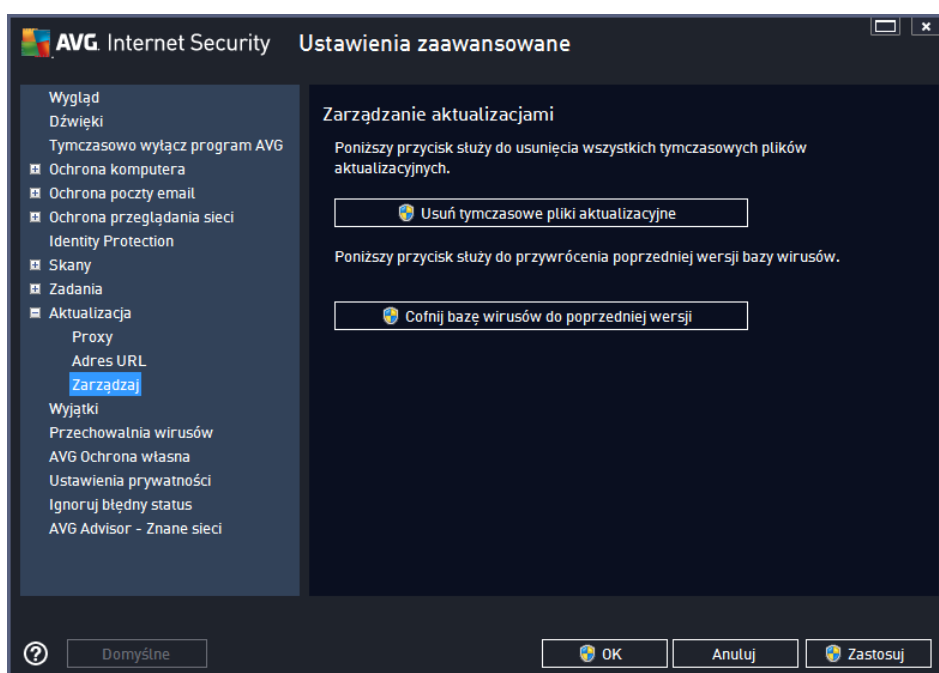 AVG. Internet Security Ustawienia zaawansowane
Wygląd
Dźwięki
Tymczasowo wyłącz program AVG
Ochrona komputera
Ochrona poczty email
Ochrona przeglądania sieci
Identity Protection
Skany
Zadania
Aktualizacja
Proxy
Adres URL
Zarządzaj
Wyjątki
Przechowalnia wirusów
AVG Ochrona własna
Ustawienia prywatności
Ignoruj błędny status
AVG Advisor - Znane sieci
Zarządzanie aktualizacjami
Poniższy przycisk służy do usunięcia wszystkich tymczasowych plików
aktualizacyjnych.
Usuń tymczasowe pliki aktualizacyjne
Poniższy przycisk służy do przywrócenia poprzedniej wersji bazy wirusów.
Cofnij bazę wirusów do poprzedniej wersji
? Domyślne OK Anuluj Zastosuj